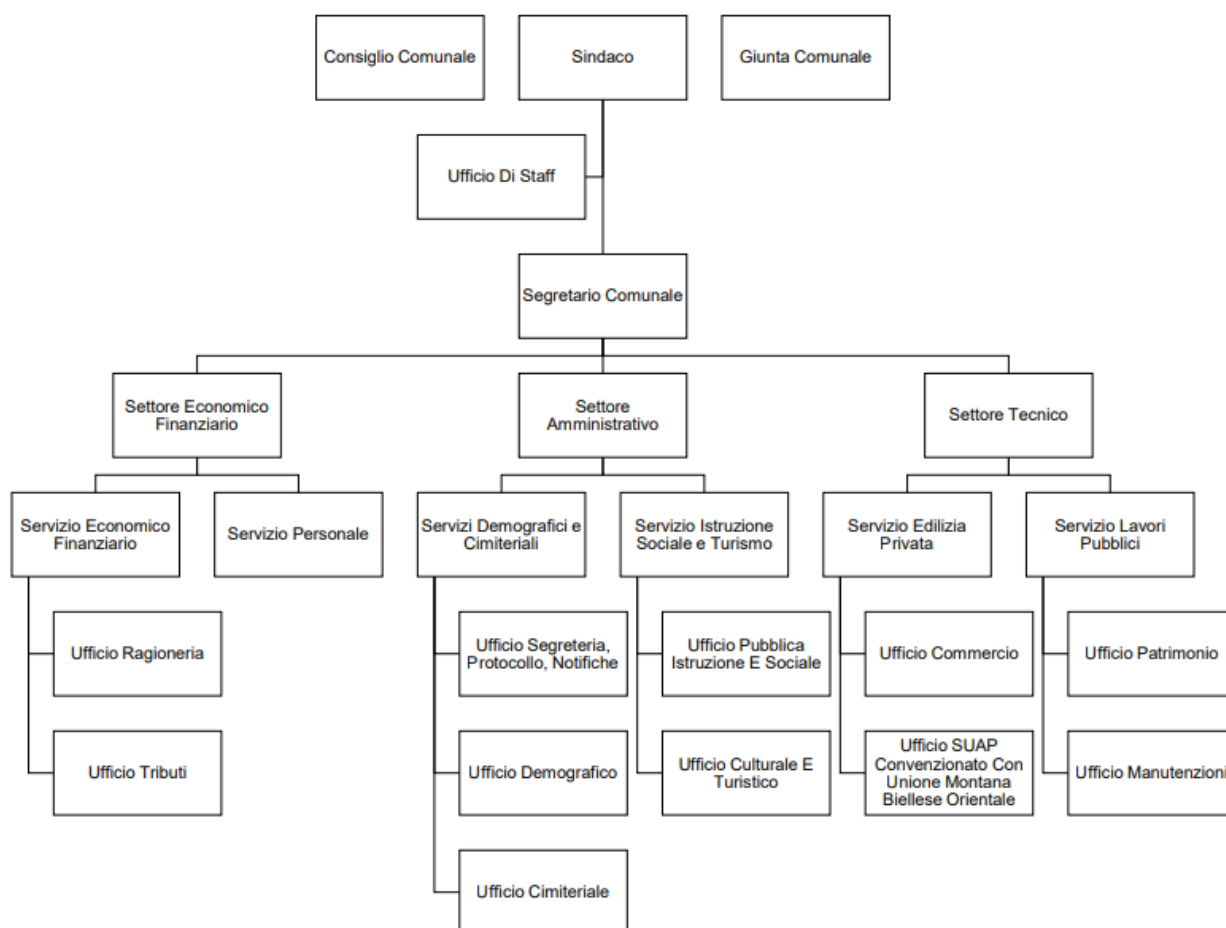 Consiglio Comunale
Sindaco
Giunta Comunale
Ufficio Di Staff
Segretario Comunale
Settore Economico
Finanziario
Settore
Amministrativo
Settore Tecnico
Servizio Economico
Finanziario
Servizio Personale
Servizi Demografici e
Cimiteriali
Servizio Istruzione
Sociale e Turismo
Servizio Edilizia
Privata
Servizio Lavori
Pubblici
Ufficio Ragioneria
Ufficio Segreteria,
Protocollo, Notifiche
Ufficio Pubblica
Istruzione E Sociale
Ufficio Commercio
Ufficio Patrimonio
Ufficio Tributi
Ufficio Demografico
Ufficio Culturale E
Turistico
Ufficio SUAP
Convenzionato Con
Unione Montana
Biellese Orientale
Ufficio Manutenzioni
Ufficio Cimiteriale